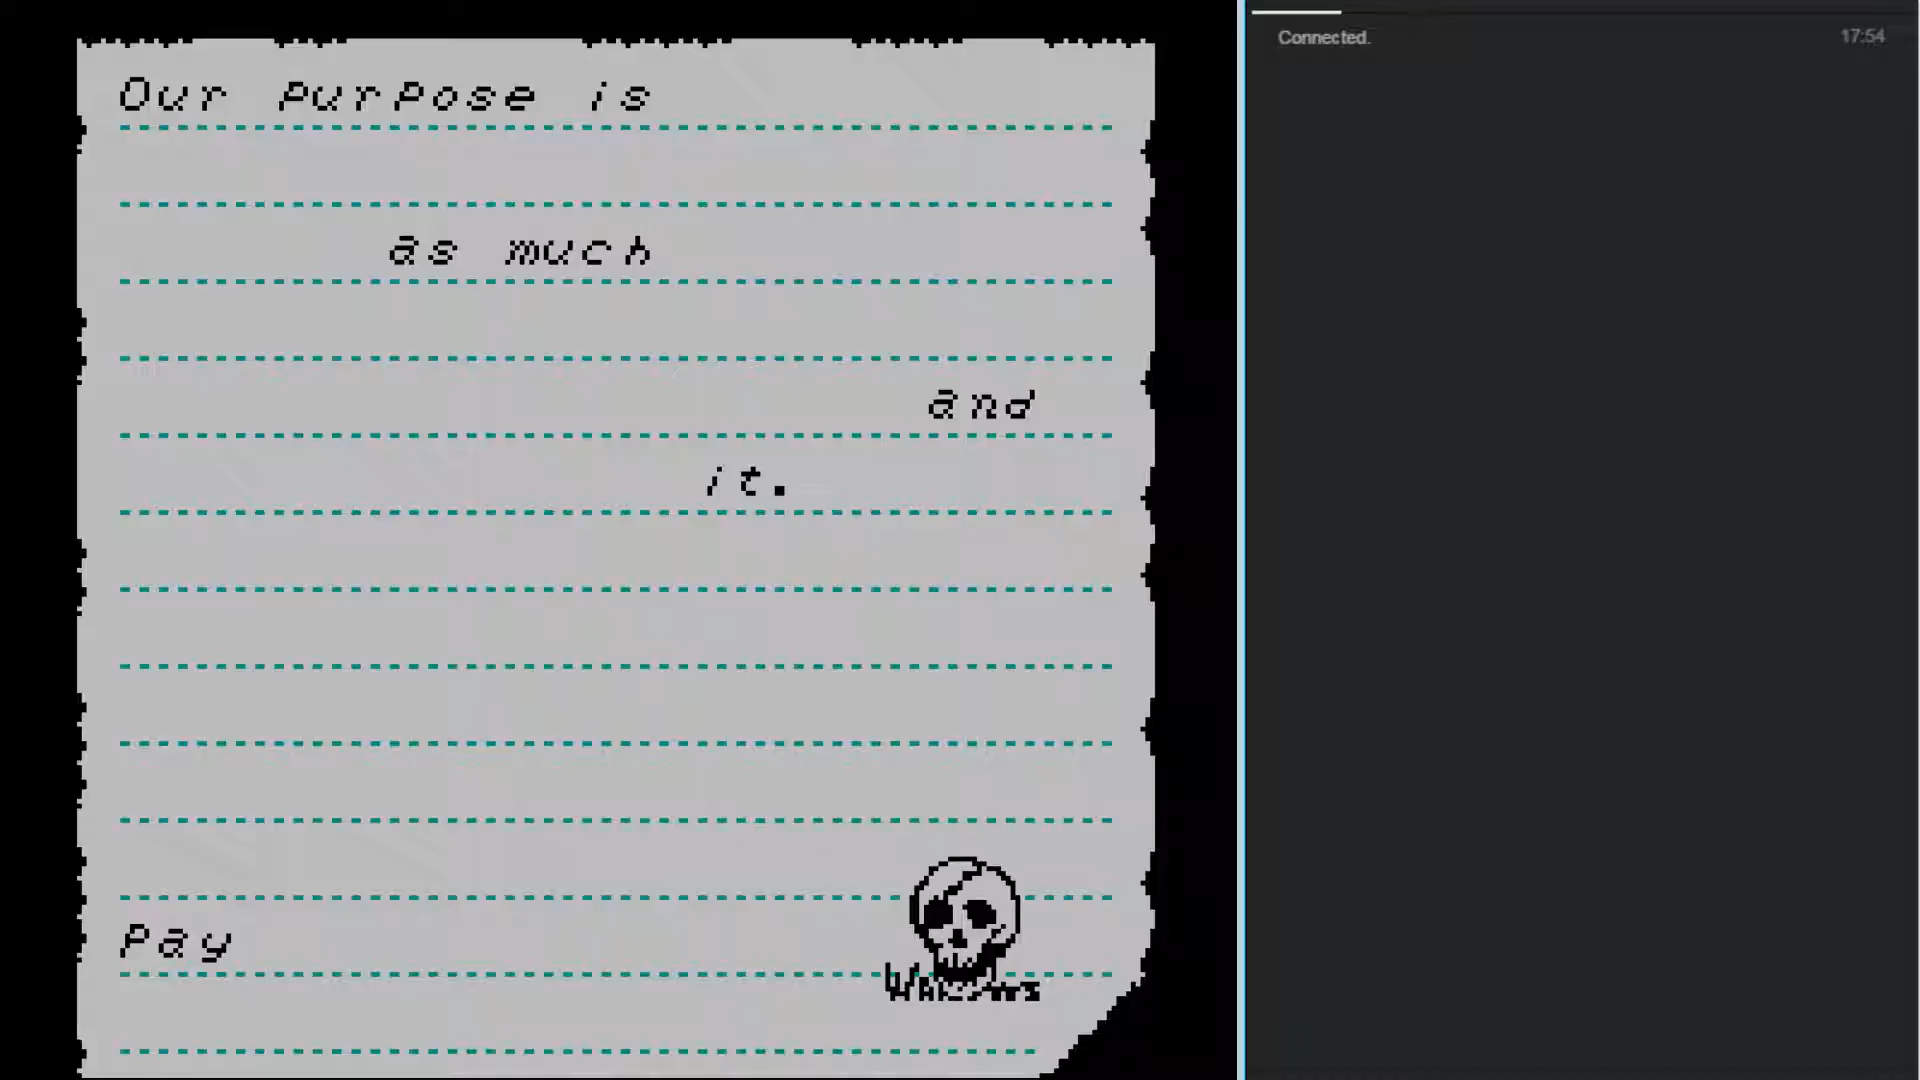 Our purpose is
as much
and
it.
Pay
Connected.
17:54